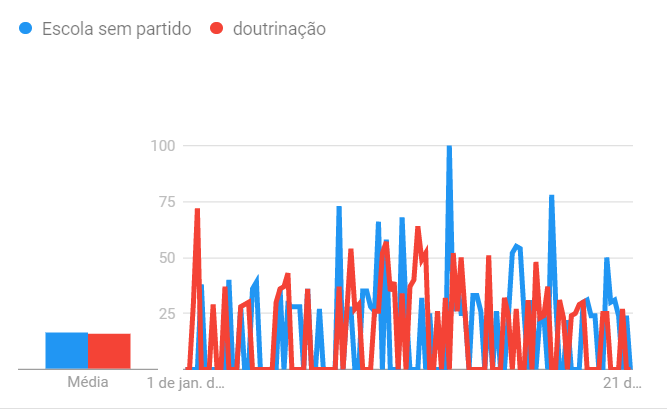 Escola sem partido doutrinação
100
75
50
25
Média 1 de jan. d... 21 d...